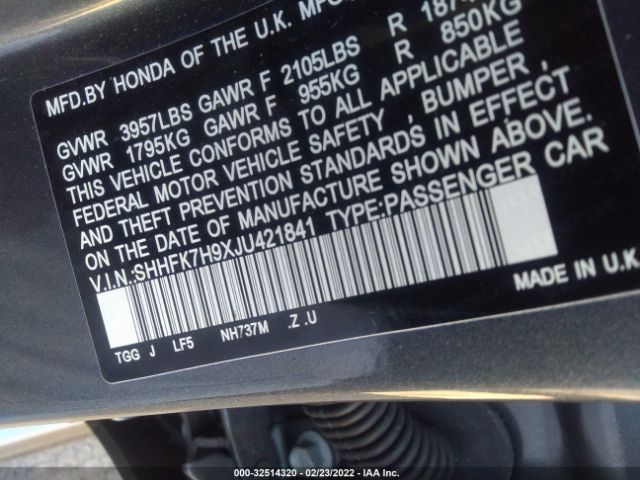 MFD.BY HONDA OF THE U.K. MFG
GVWR 3957LBS GAWR F 2105LBS R 187
GVWR 1795KG GAWR F 955KG R 850KG
THIS VEHICLE CONFORMS TO ALL APPLICABLE
FEDERAL MOTOR VEHICLE SAFETY , BUMPER ,
AND THEFT PREVENTION STANDARDS IN EFFECT
ON THE DATE OF MANUFACTURE SHOWN ABOVE.
V.I.N.:SHHFK7H9XJU421841 TYPE:PASSENGER CAR
TGG J LF5 NH737M .Z .U MADE IN U.K.
000-32514320 - 02/23/2022 - IAA Inc.